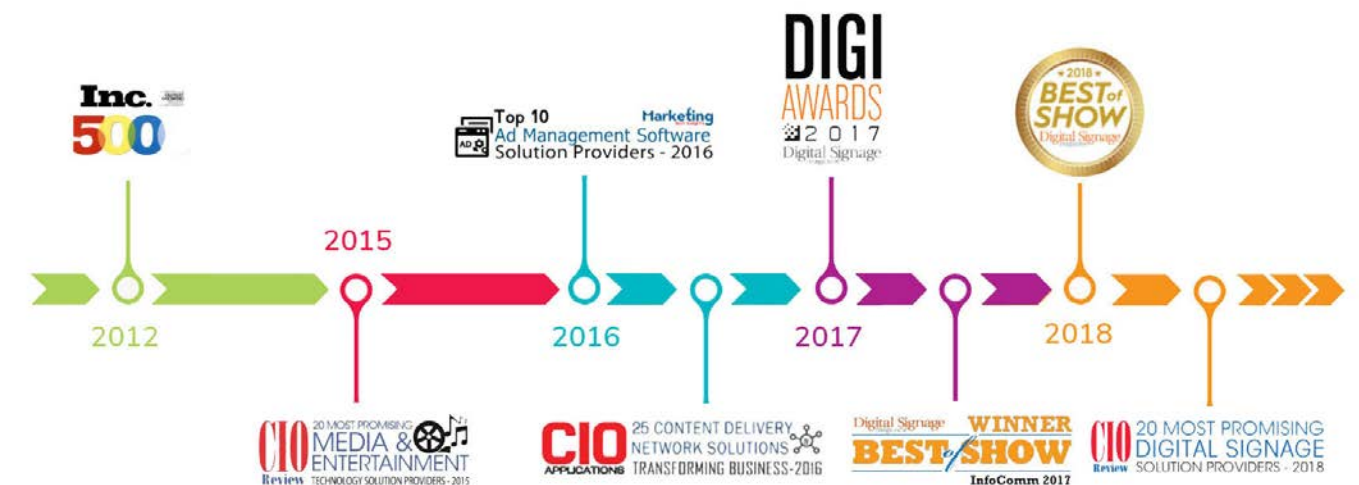 Inc.
500
Top 10
Marketing
Ad Management Software
AD
Solution Providers - 2016
DIGI
AWARDS
2017
Digital Signage
★ 2018 ★
BEST of
SHOW
Digital Signage
2015
2012
2016
2017
2018
CIO
Review
20 MOST PROMISING
MEDIA &
ENTERTAINMENT
TECHNOLOGY SOLUTION PROVIDERS - 2015
CIO
APPLICATIONS
25 CONTENT DELIVERY
NETWORK SOLUTIONS
TRANSFORMING BUSINESS-2016
Digital Signage
WINNER
BEST of SHOW
InfoComm 2017
CIO
Review
20 MOST PROMISING
DIGITAL SIGNAGE
SOLUTION PROVIDERS - 2018